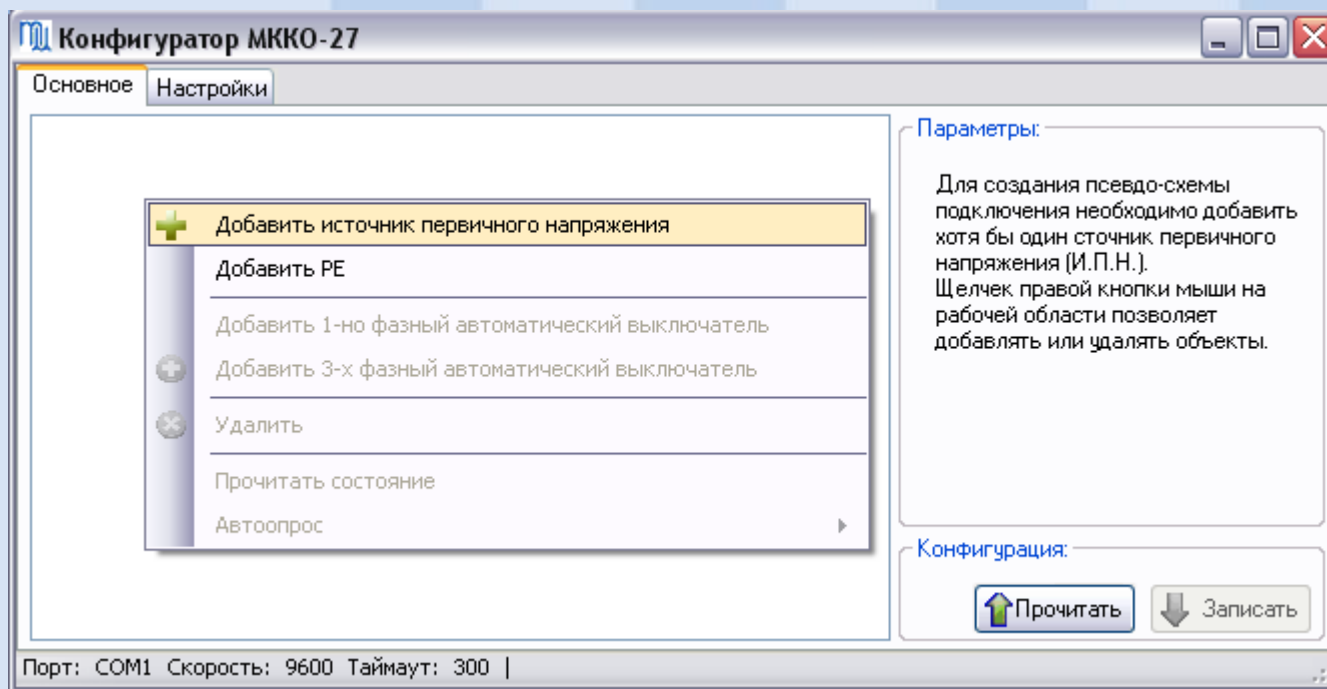 Конфигуратор МККО-27
Основное Настройки
Добавить источник первичного напряжения
Добавить PE
Добавить 1-но фазный автоматический выключатель
Добавить 3-х фазный автоматический выключатель
Удалить
Прочитать состояние
Автоопрос
Параметры:
Для создания псевдо-схемы
подключения необходимо добавить
хотя бы один сточник первичного
напряжения (И.П.Н.).
Щелчек правой кнопки мыши на
рабочей области позволяет
добавлять или удалять объекты.
Конфигурация:
Прочитать Записать
Порт: COM1 Скорость: 9600 Таймаут: 300 |